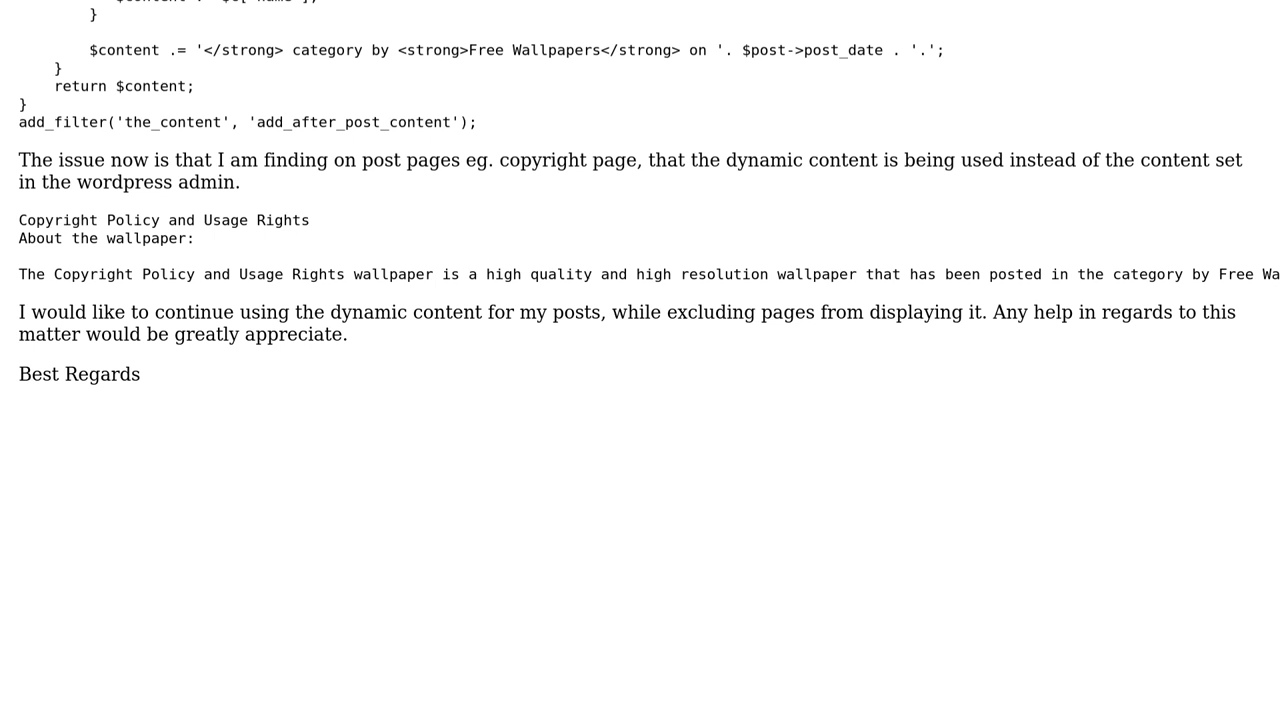 }
$content .= '</strong> category by <strong>Free Wallpapers</strong> on '. $post->post_date . '.';
}
return $content;
}
add_filter('the_content', 'add_after_post_content');
The issue now is that I am finding on post pages eg. copyright page, that the dynamic content is being used instead of the content set
in the wordpress admin.
Copyright Policy and Usage Rights
About the wallpaper:
The Copyright Policy and Usage Rights wallpaper is a high quality and high resolution wallpaper that has been posted in the category by Free Wa
I would like to continue using the dynamic content for my posts, while excluding pages from displaying it. Any help in regards to this
matter would be greatly appreciate.
Best Regards